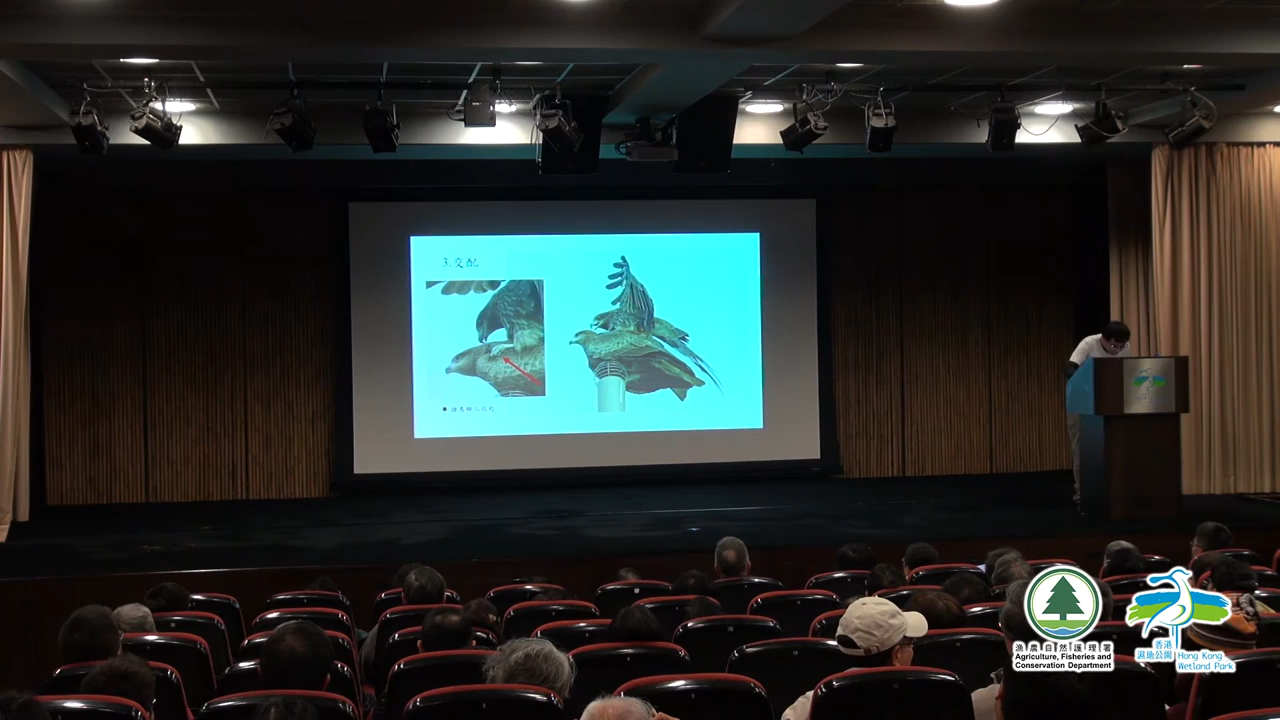 3.交配
漁農自然護理署
Agriculture, Fisheries and
Conservation Department
香港
濕地公園
Hong Kong
Wetland Park